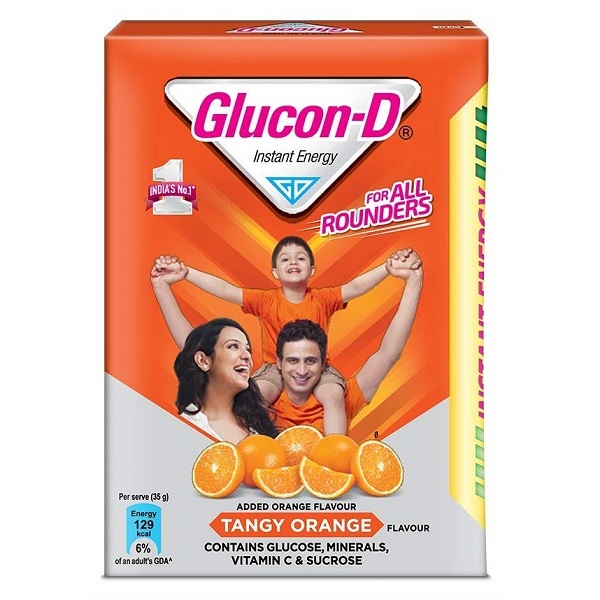 Glucon-D®
Instant Energy
GD
INDIA'S No.1*
FOR ALL
ROUNDERS
INSTANT ENERGY
ADDED ORANGE FLAVOUR
TANGY ORANGE FLAVOUR
CONTAINS GLUCOSE, MINERALS,
VITAMIN C & SUCROSE
Per serve (35 g)
Energy
129
kcal
6%
of an adult's GDA^